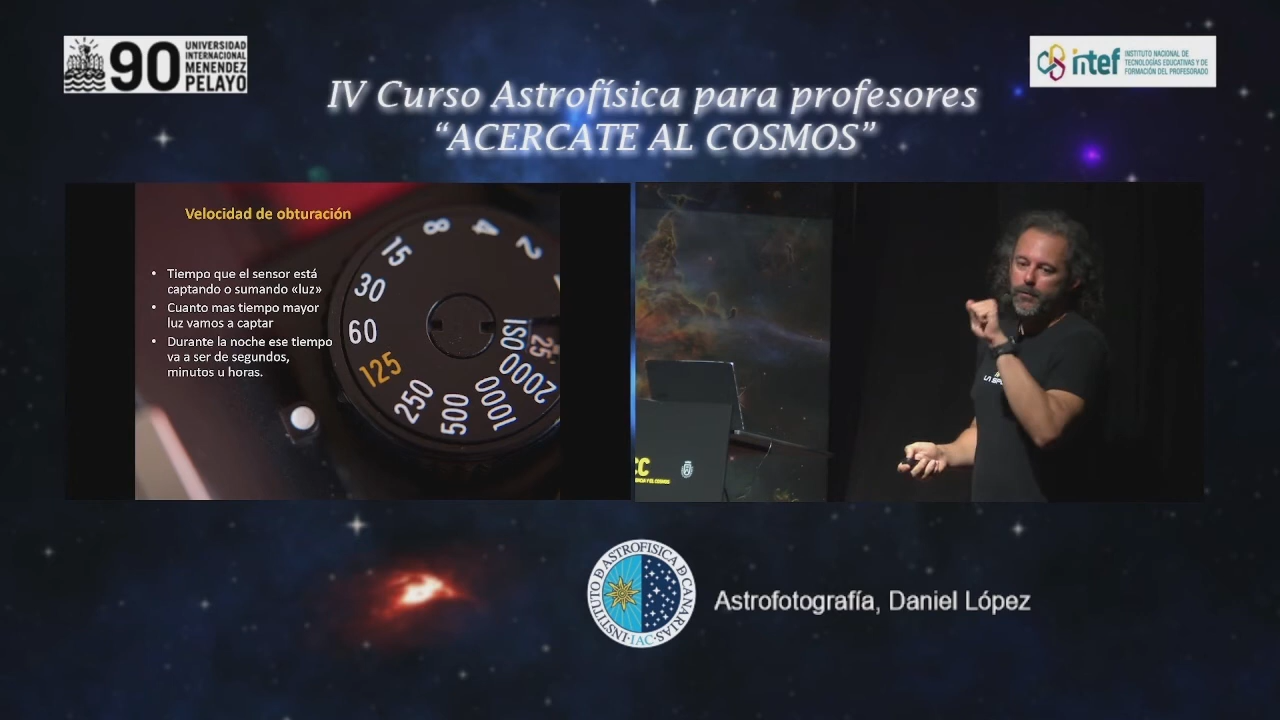 90
UNIVERSIDAD
INTERNACIONAL
MENENDEZ
PELAYO
intef
INSTITUTO NACIONAL DE
TECNOLOGÍAS EDUCATIVAS Y DE
FORMACIÓN DEL PROFESORADO
IV Curso Astrofísica para profesores
“ACERCATE AL COSMOS”
Velocidad de obturación
• Tiempo que el sensor está
captando o sumando «luz»
• Cuanto mas tiempo mayor
luz vamos a captar
• Durante la noche ese tiempo
va a ser de segundos,
minutos u horas.
2
4
8
15
30
60
125
250
500
1000
2000
ISO
25
INSTITUTO D ASTROFISICA D CANARIAS
·IAC·
Astrofotografía, Daniel López